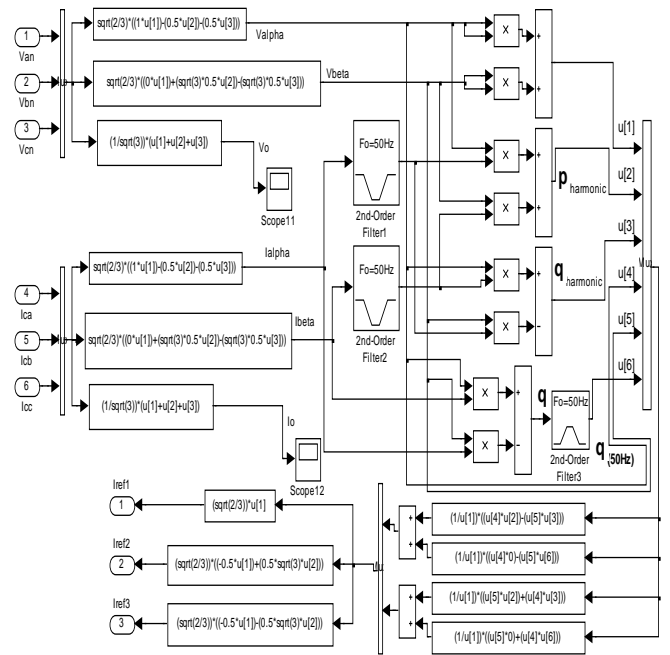 1
Van
2
Vbn
3
Vcn
sqrt(2/3)*((1*u[1])-(0.5*u[2])-(0.5*u[3]))
Valpha
sqrt(2/3)*((0*u[1])+(sqrt(3)*0.5*u[2])-(sqrt(3)*0.5*u[3]))
Vbeta
(1/sqrt(3))*(u[1]+u[2]+u[3])
Vo
Scope11
4
Ica
5
Icb
6
Icc
sqrt(2/3)*((1*u[1])-(0.5*u[2])-(0.5*u[3]))
Ialpha
sqrt(2/3)*((0*u[1])+(sqrt(3)*0.5*u[2])-(sqrt(3)*0.5*u[3]))
Ibeta
(1/sqrt(3))*(u[1]+u[2]+u[3])
Io
Scope12
Fo=50Hz
2nd-Order
Filter1
Fo=50Hz
2nd-Order
Filter2
X
X
+
+
X
X
+
+
p harmonic
X
X
+
−
q harmonic
X
X
+
−
q
Fo=50Hz
2nd-Order
Filter3
q (50Hz)
u[1]
u[2]
u[3]
u[4]
u[5]
u[6]
(1/u[1])*((u[4]*u[2])-(u[5]*u[3]))
(1/u[1])*((u[4]*0)-(u[5]*u[6]))
(1/u[1])*((u[5]*u[2])+(u[4]*u[3]))
(1/u[1])*((u[5]*0)+(u[4]*u[6]))
+
+
+
+
Iref1
1
(sqrt(2/3))*u[1]
Iref2
2
(sqrt(2/3))*((-0.5*u[1])+(0.5*sqrt(3)*u[2]))
Iref3
3
(sqrt(2/3))*((-0.5*u[1])-(0.5*sqrt(3)*u[2]))